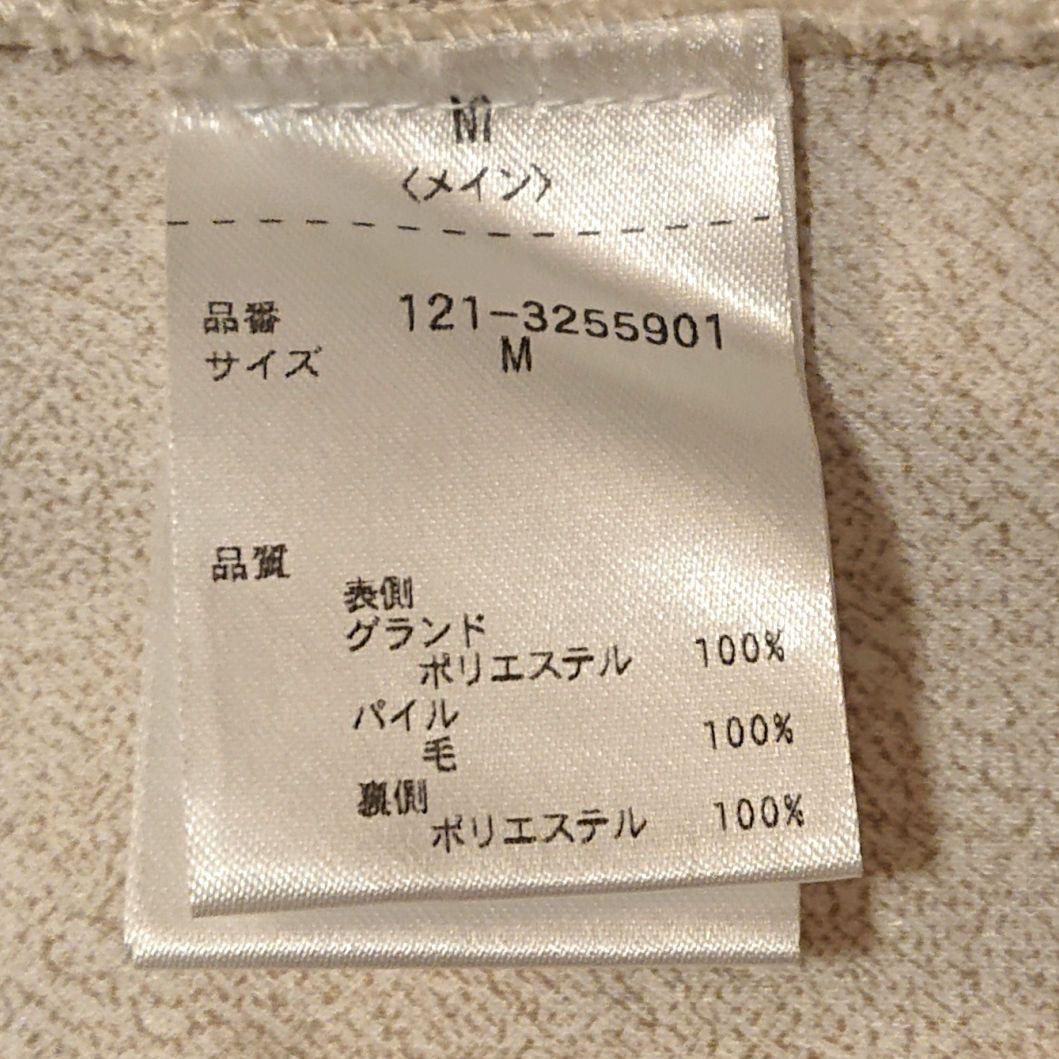 〈メイン〉
品番 121-3255901
サイズ M
品質
表側
グランド
ポリエステル 100%
パイル
毛 100%
裏側
ポリエステル 100%